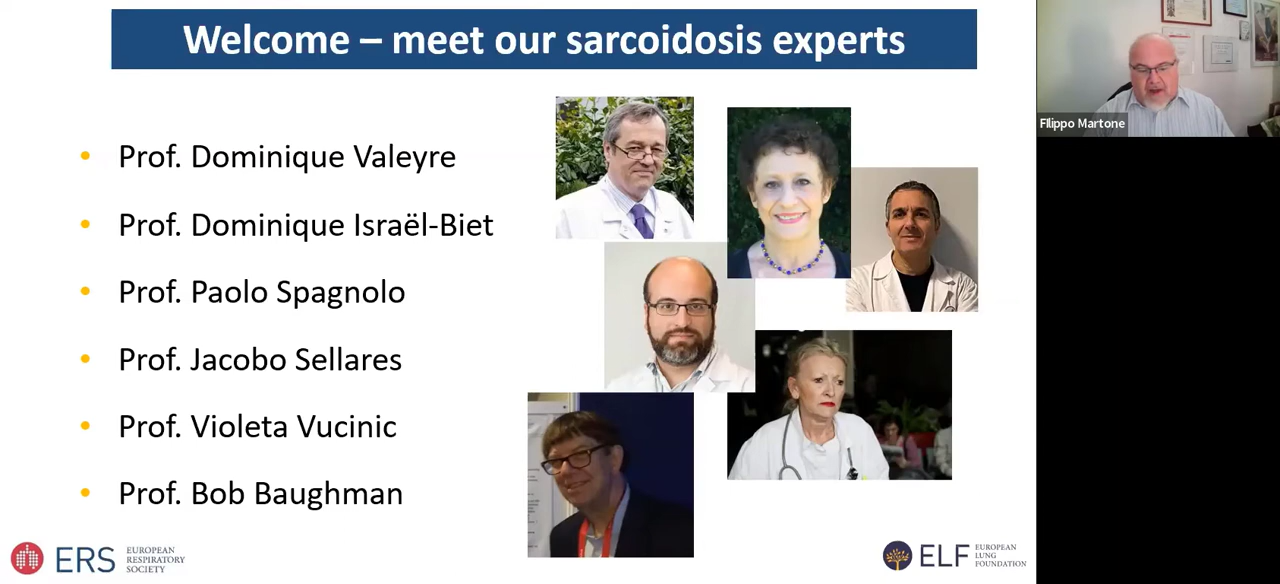 Welcome – meet our sarcoidosis experts
Prof. Dominique Valeyre
Prof. Dominique Israël-Biet
Prof. Paolo Spagnolo
Prof. Jacobo Sellares
Prof. Violeta Vucinic
Prof. Bob Baughman
ERS
EUROPEAN
RESPIRATORY
SOCIETY
ELF
EUROPEAN
LUNG
FOUNDATION
FIlippo Martone